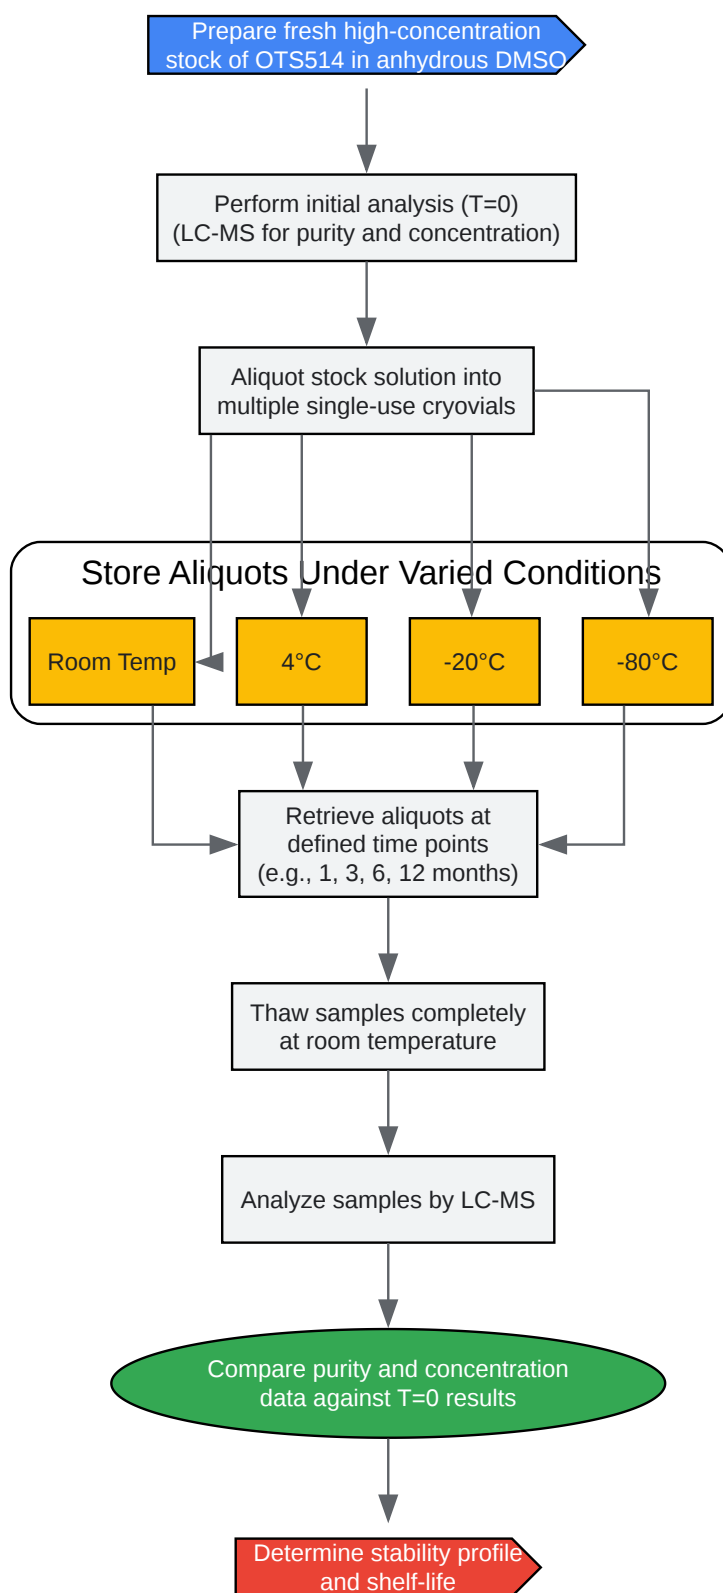 Prepare fresh high-concentration
stock of OTS514 in anhydrous DMSO
Perform initial analysis (T=0)
(LC-MS for purity and concentration)
Aliquot stock solution into
multiple single-use cryovials
Store Aliquots Under Varied Conditions
Room Temp
4°C
-20°C
-80°C
Retrieve aliquots at
defined time points
(e.g., 1, 3, 6, 12 months)
Thaw samples completely
at room temperature
Analyze samples by LC-MS
Compare purity and concentration
data against T=0 results
Determine stability profile
and shelf-life